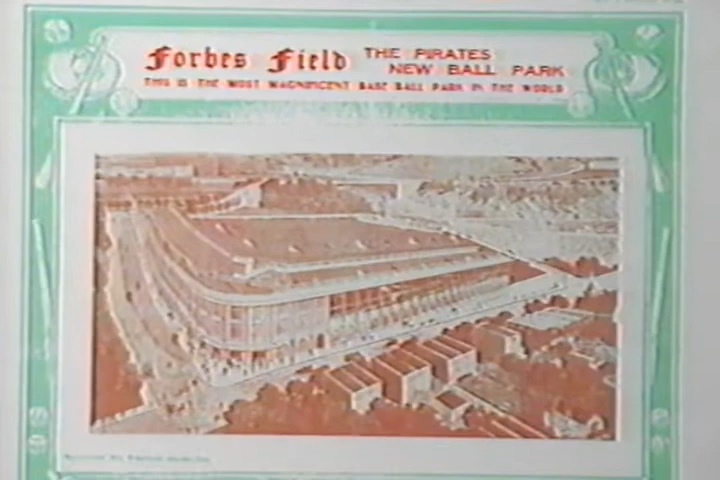 Forbes Field THE PIRATES
NEW BALL PARK
THIS IS THE MOST MAGNIFICENT BASE BALL PARK IN THE WORLD